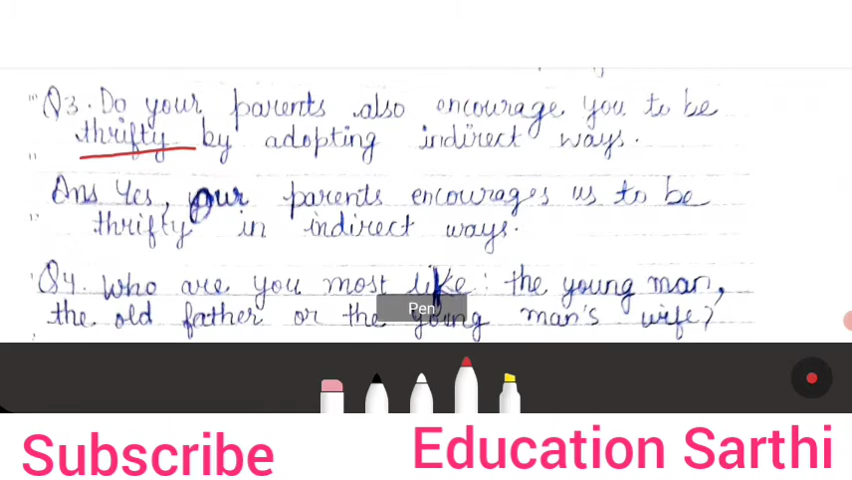 Q3. Do your parents also encourage you to be
thrifty by adopting indirect ways.
Ans Yes, our parents encourages us to be
thrifty in indirect ways.
Q4. Who are you most like: the young man,
the old father or the young man's wife?
Pen
Subscribe
Education Sarthi